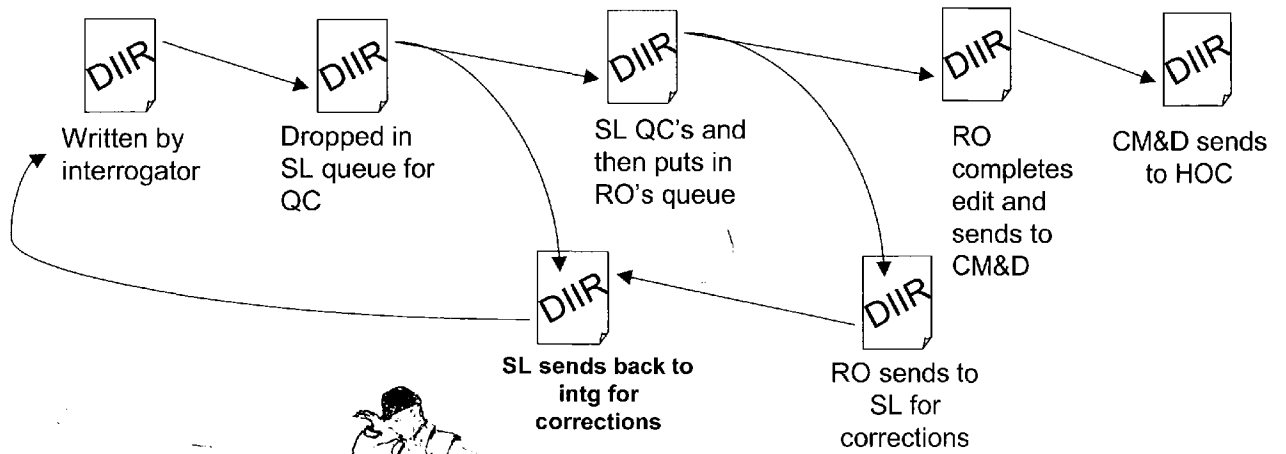 DIIR
Written by
interrogator
DIIR
Dropped in
SL queue for
QC
DIIR
SL QC's and
then puts in
RO's queue
DIIR
RO
completes
edit and
sends to
CM&D
DIIR
CM&D sends
to HOC
DIIR
SL sends back to
intg for
corrections
DIIR
RO sends to
SL for
corrections